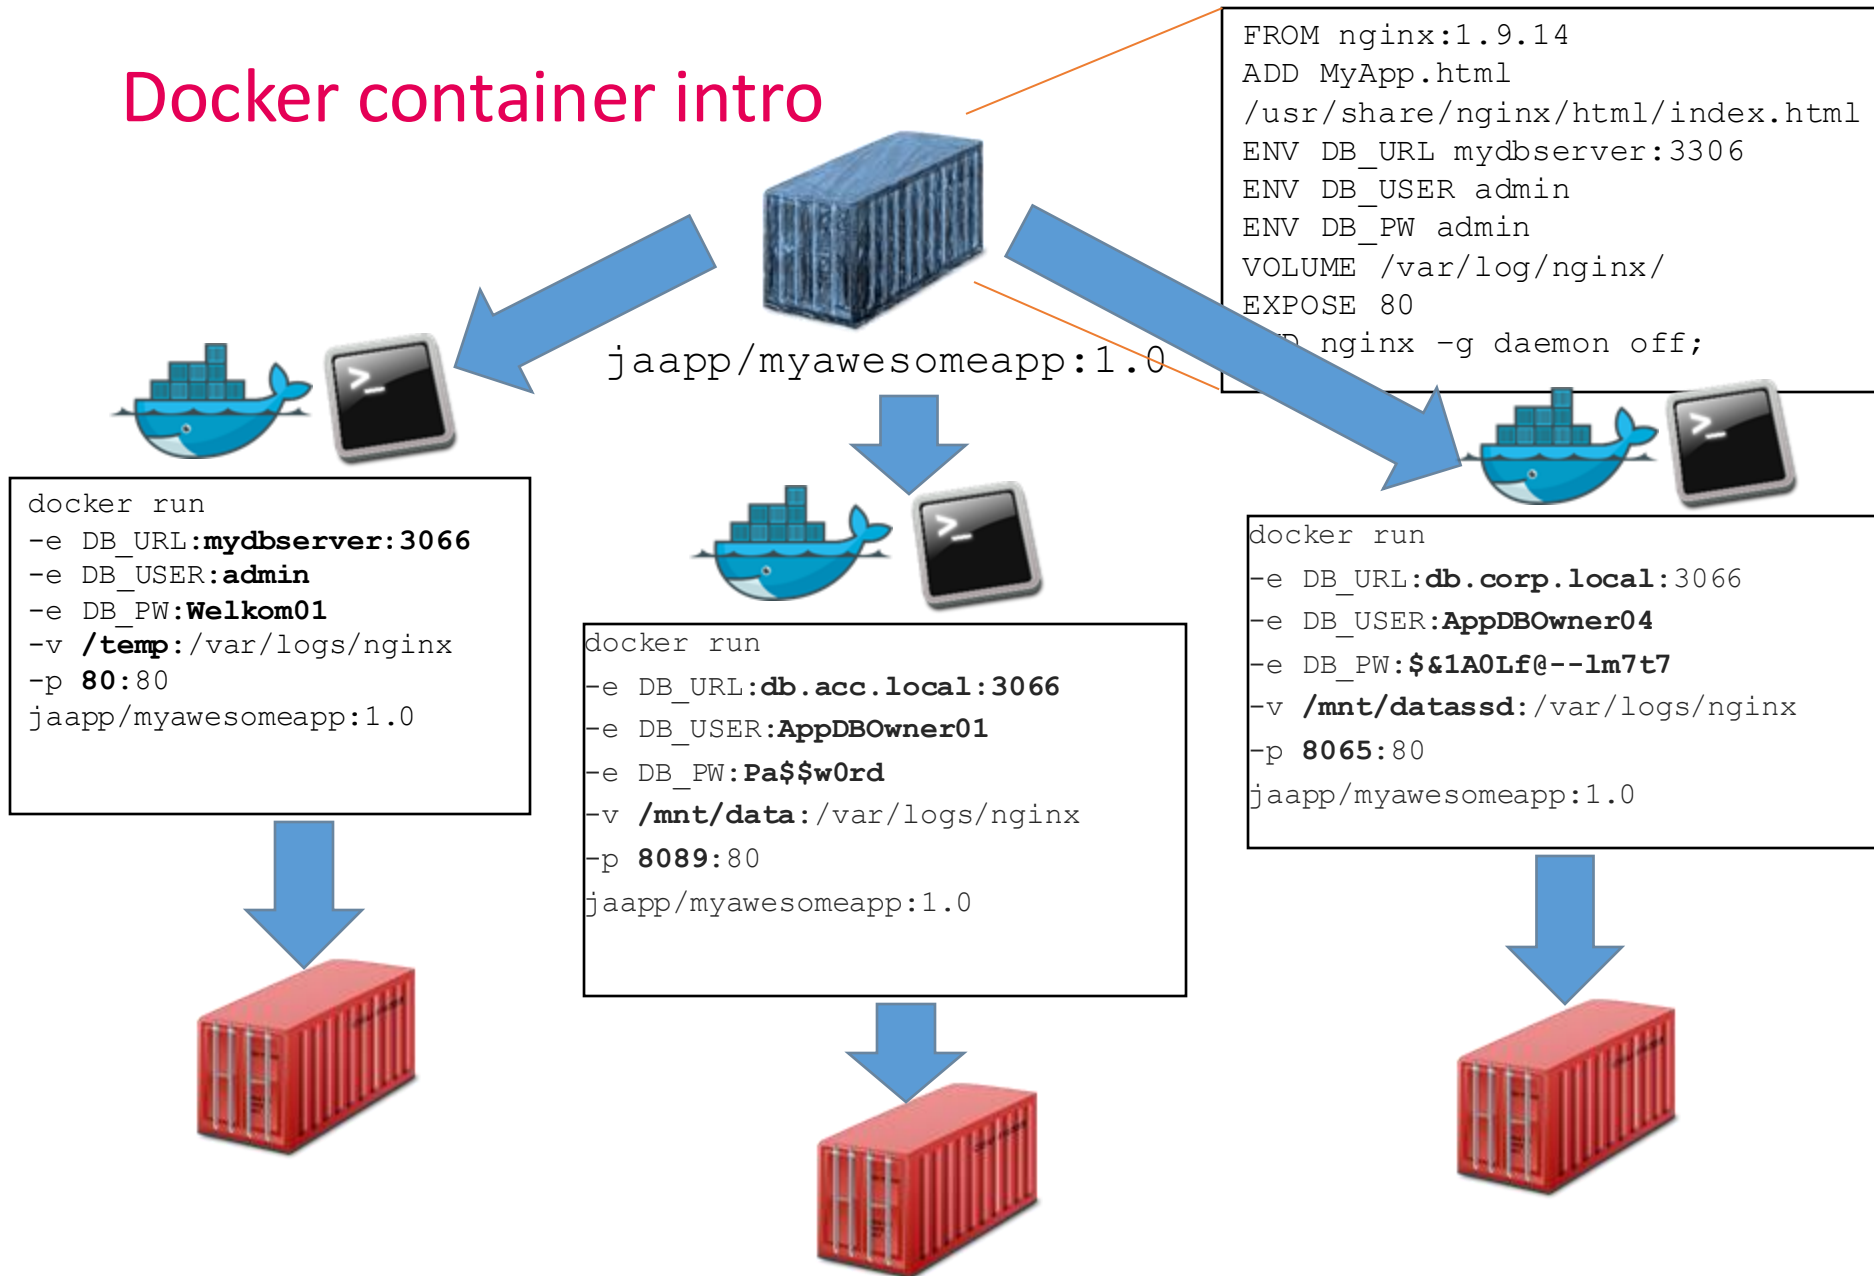 Docker container intro
FROM nginx:1.9.14
ADD MyApp.html
/usr/share/nginx/html/index.html
ENV DB_URL mydbserver:3306
ENV DB_USER admin
ENV DB_PW admin
VOLUME /var/log/nginx/
EXPOSE 80
nginx –g daemon off;
jaapp/myawesomeapp:1.0
>_
docker run
-e DB_URL:mydbserver:3066
-e DB_USER:admin
-e DB_PW:Welkom01
-v /temp:/var/logs/nginx
-p 80:80
jaapp/myawesomeapp:1.0
>_
docker run
-e DB_URL:db.acc.local:3066
-e DB_USER:AppDBOwner01
-e DB_PW:Pa$$w0rd
-v /mnt/data:/var/logs/nginx
-p 8089:80
jaapp/myawesomeapp:1.0
>_
docker run
-e DB_URL:db.corp.local:3066
-e DB_USER:AppDBOwner04
-e DB_PW:$&1A0Lf@--lm7t7
-v /mnt/datassd:/var/logs/nginx
-p 8065:80
jaapp/myawesomeapp:1.0